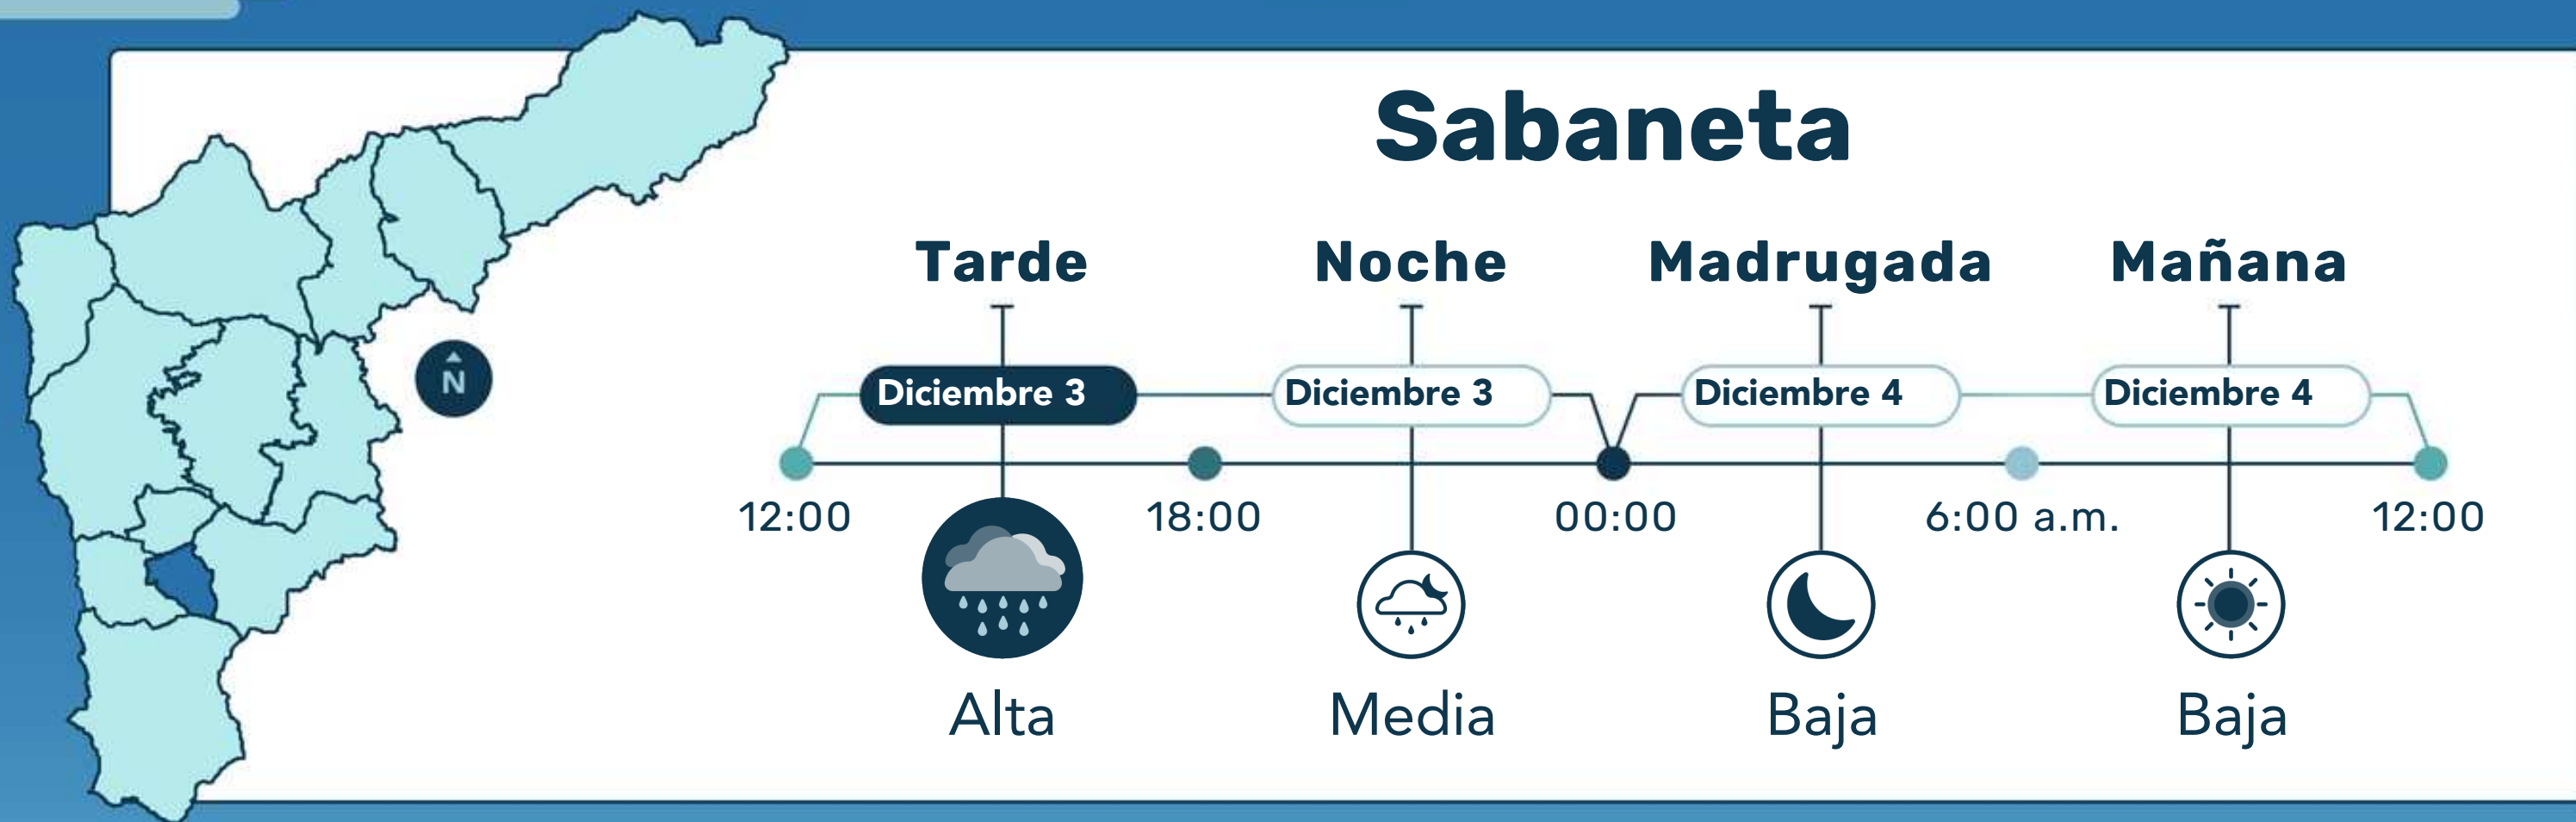 Sabaneta
Tarde Noche Madrugada Mañana
N
Diciembre 3 Diciembre 3 Diciembre 4 Diciembre 4
12:00 18:00 00:00 6:00 a.m. 12:00
Alta Media Baja Baja